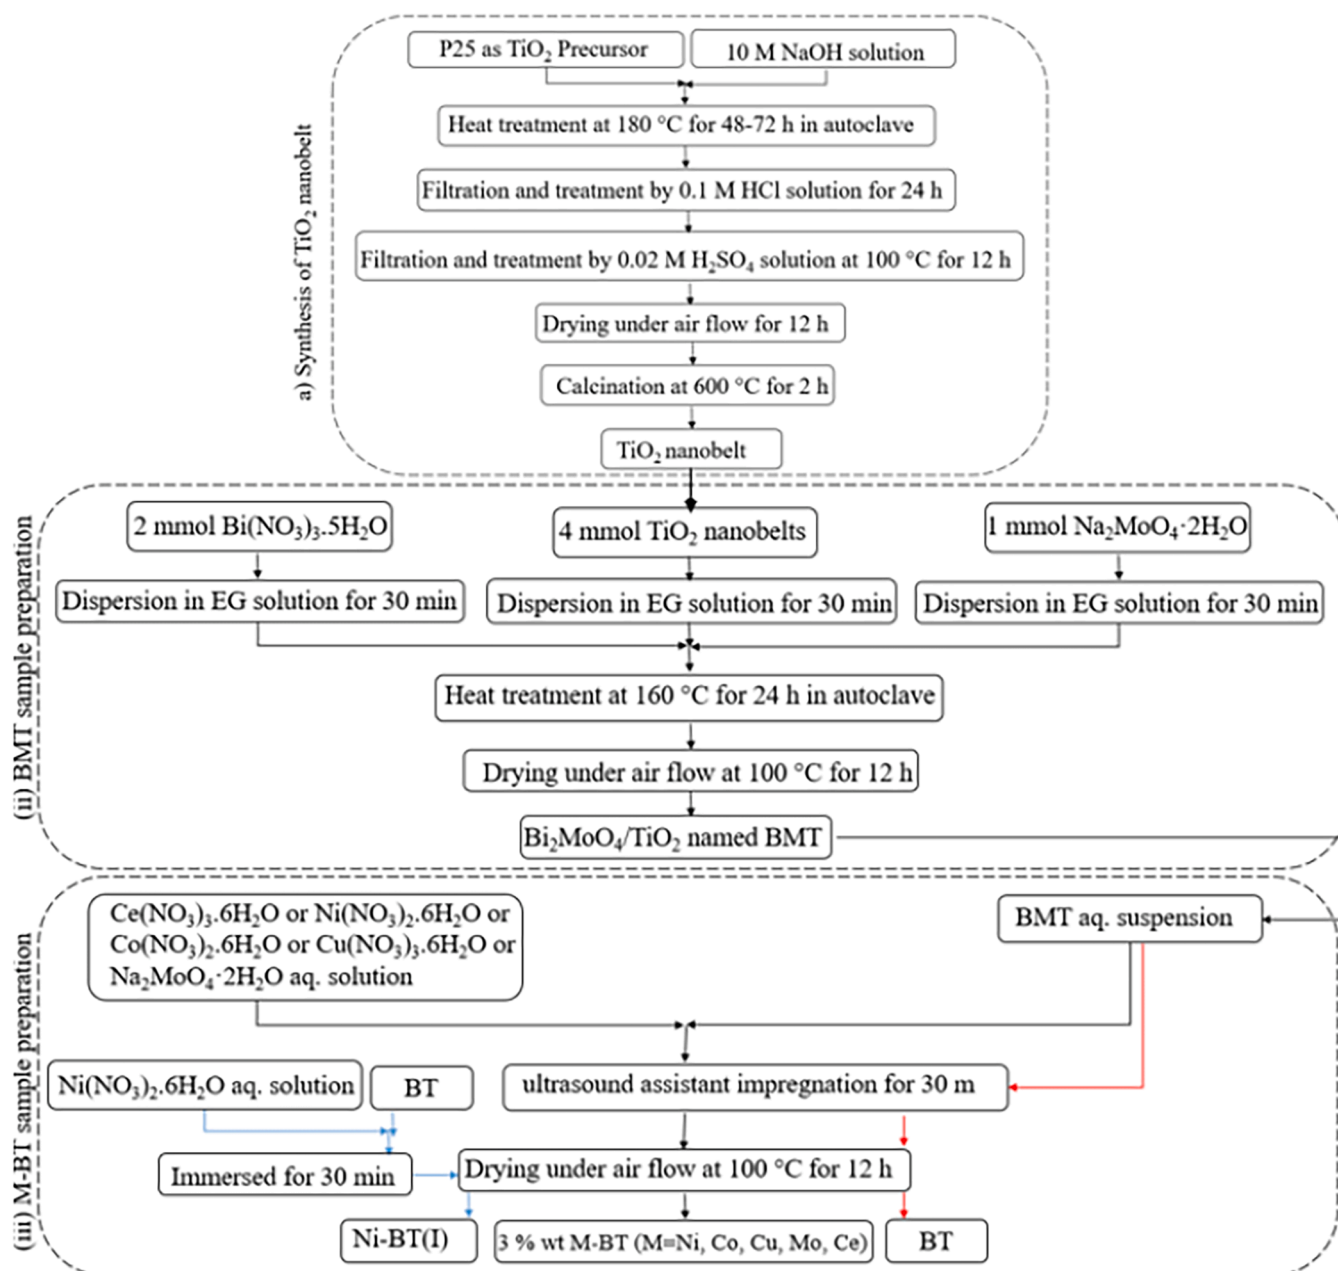 a) Synthesis of TiO₂ nanobelt
P25 as TiO₂ Precursor
10 M NaOH solution
Heat treatment at 180 °C for 48-72 h in autoclave
Filtration and treatment by 0.1 M HCl solution for 24 h
Filtration and treatment by 0.02 M H₂SO₄ solution at 100 °C for 12 h
Drying under air flow for 12 h
Calcination at 600 °C for 2 h
TiO₂ nanobelt
(ii) BMT sample preparation
2 mmol Bi(NO₃)₃.5H₂O
4 mmol TiO₂ nanobelts
1 mmol Na₂MoO₄·2H₂O
Dispersion in EG solution for 30 min
Dispersion in EG solution for 30 min
Dispersion in EG solution for 30 min
Heat treatment at 160 °C for 24 h in autoclave
Drying under air flow at 100 °C for 12 h
Bi₂MoO₄/TiO₂ named BMT
(iii) M-BT sample preparation
Ce(NO₃)₃.6H₂O or Ni(NO₃)₂.6H₂O or
Co(NO₃)₂.6H₂O or Cu(NO₃)₃.6H₂O or
Na₂MoO₄·2H₂O aq. solution
BMT aq. suspension
Ni(NO₃)₂.6H₂O aq. solution
BT
ultrasound assistant impregnation for 30 m
Immersed for 30 min
Drying under air flow at 100 °C for 12 h
Ni-BT(I)
3 % wt M-BT (M=Ni, Co, Cu, Mo, Ce)
BT